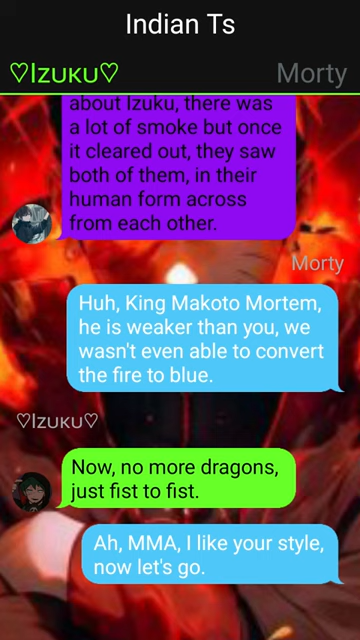 Indian Ts
♡Izuku♡
Morty
about Izuku, there was
a lot of smoke but once
it cleared out, they saw
both of them, in their
human form across
from each other.
Morty
Huh, King Makoto Mortem,
he is weaker than you, we
wasn't even able to convert
the fire to blue.
♡Izuku♡
Now, no more dragons,
just fist to fist.
Ah, MMA, I like your style,
now let's go.